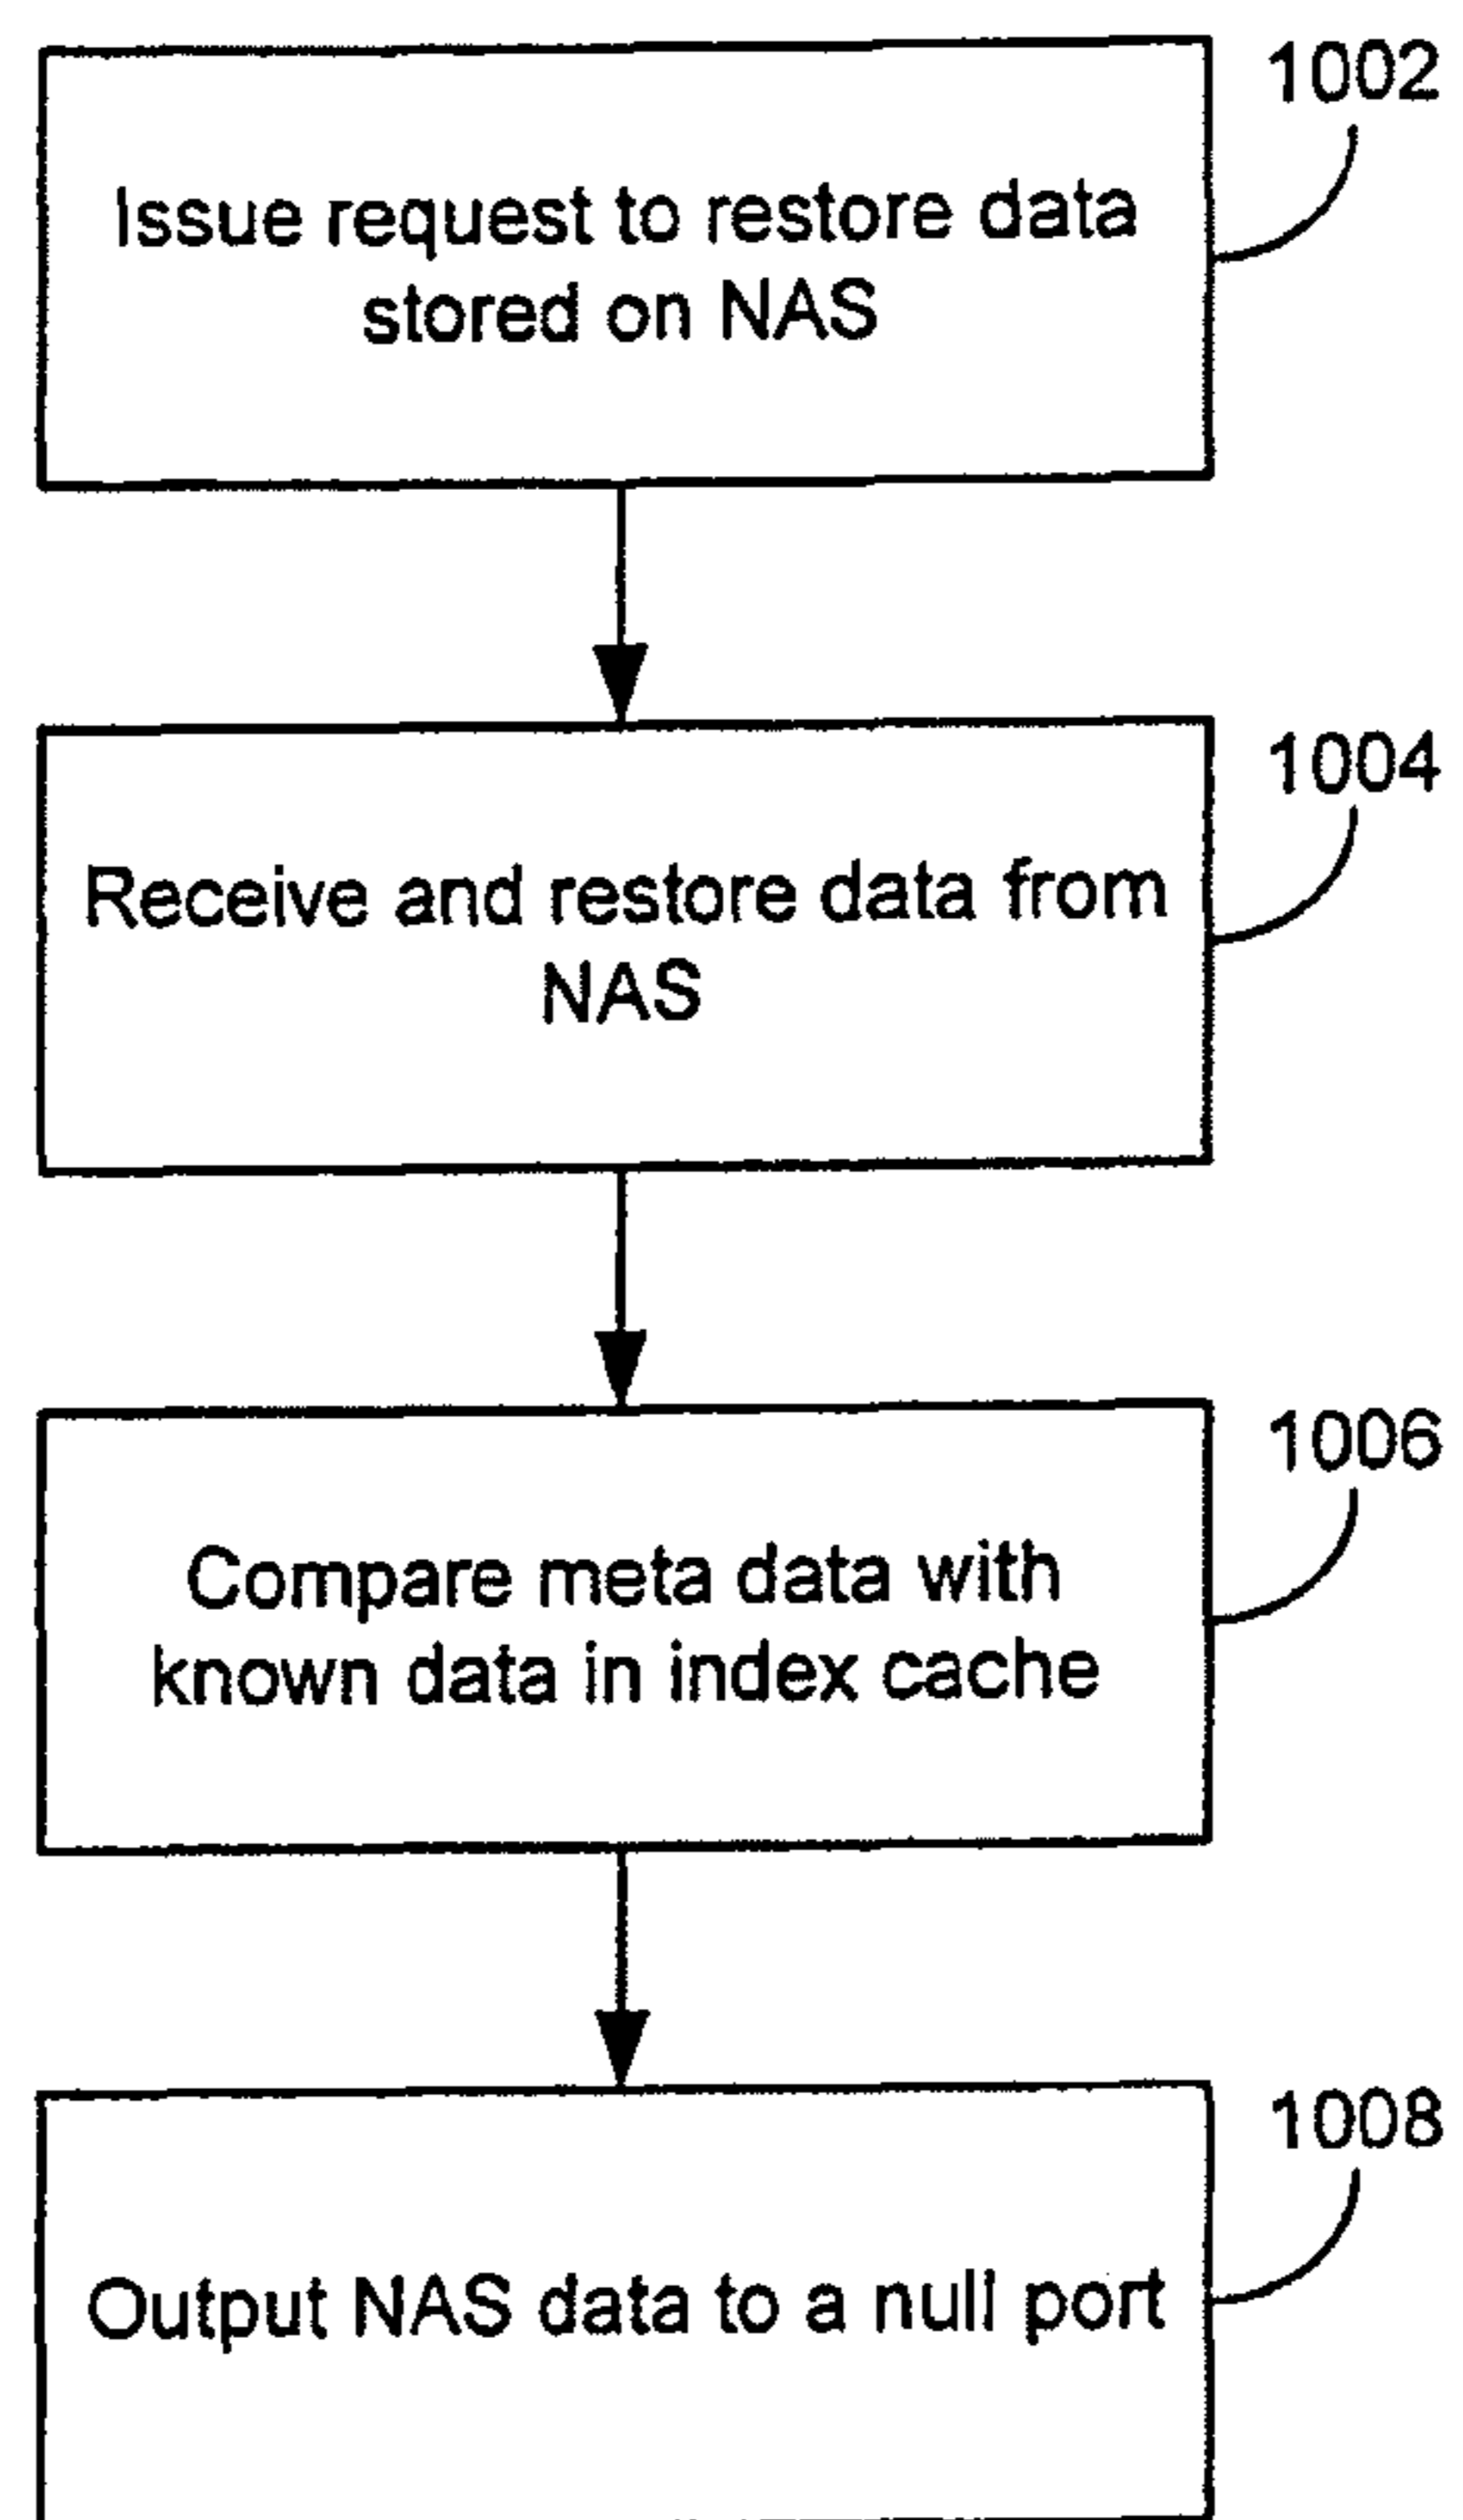 1002
Issue request to restore data
stored on NAS
1004
Receive and restore data from
NAS
1006
Compare meta data with
known data in index cache
1008
Output NAS data to a null port